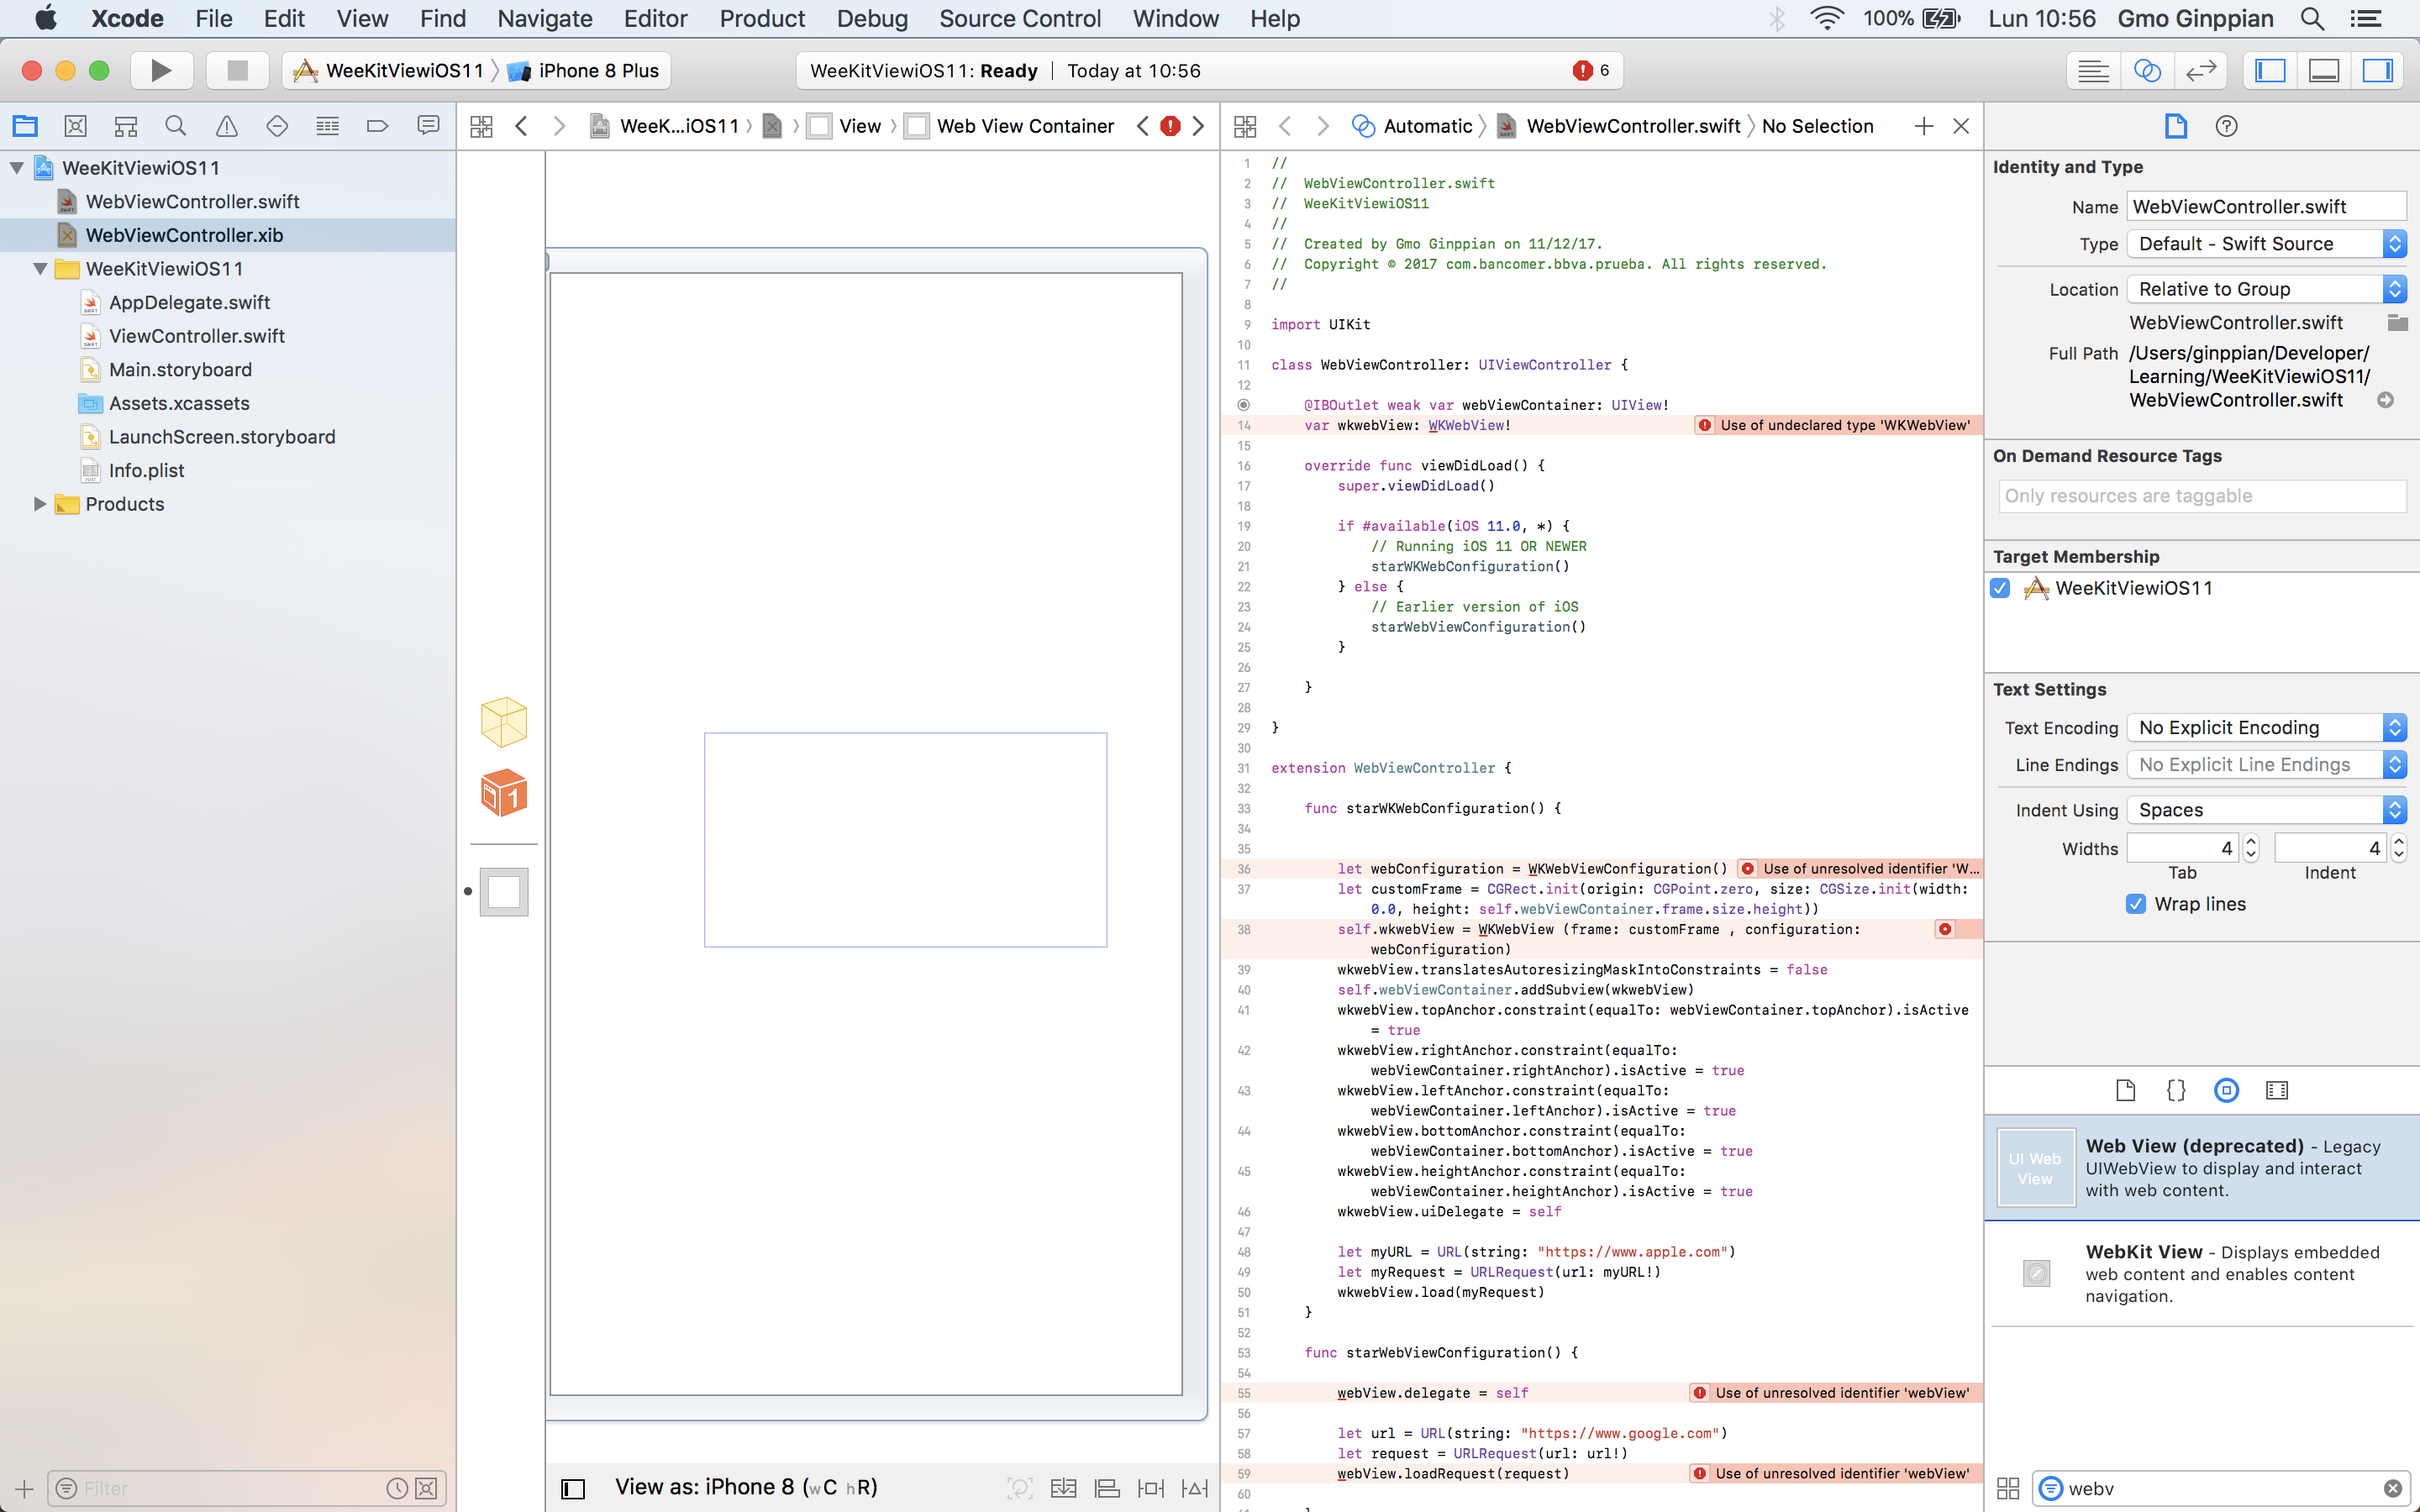 Xcode File Edit View Find Navigate Editor Product Debug Source Control Window Help 100% Lun 10:56 Gmo Ginppian
WeeKitViewiOS11 iPhone 8 Plus WeeKitViewiOS11: Ready | Today at 10:56 6
WeeK...iOS11 View Web View Container
Automatic WebViewController.swift No Selection
WeeKitViewiOS11
WebViewController.swift
WebViewController.xib
WeeKitViewiOS11
AppDelegate.swift
ViewController.swift
Main.storyboard
Assets.xcassets
LaunchScreen.storyboard
Info.plist
Products
Filter
1
View as: iPhone 8 (wC hR)
1 //
2 // WebViewController.swift
3 // WeeKitViewiOS11
4 //
5 // Created by Gmo Ginppian on 11/12/17.
6 // Copyright © 2017 com.bancomer.bbva.prueba. All rights reserved.
7 //
8
9 import UIKit
10
11 class WebViewController: UIViewController {
12
@IBOutlet weak var webViewContainer: UIView!
14 var wkwebView: WKWebView! Use of undeclared type 'WKWebView'
15
16 override func viewDidLoad() {
17 super.viewDidLoad()
18
19 if #available(iOS 11.0, *) {
20 // Running iOS 11 OR NEWER
21 starWKWebConfiguration()
22 } else {
23 // Earlier version of iOS
24 starWebViewConfiguration()
25 }
26
27 }
28
29 }
30
31 extension WebViewController {
32
33 func starWKWebConfiguration() {
34
35
36 let webConfiguration = WKWebViewConfiguration() Use of unresolved identifier 'W...
37 let customFrame = CGRect.init(origin: CGPoint.zero, size: CGSize.init(width:
0.0, height: self.webViewContainer.frame.size.height))
38 self.wkwebView = WKWebView (frame: customFrame , configuration:
webConfiguration)
39 wkwebView.translatesAutoresizingMaskIntoConstraints = false
40 self.webViewContainer.addSubview(wkwebView)
41 wkwebView.topAnchor.constraint(equalTo: webViewContainer.topAnchor).isActive
= true
42 wkwebView.rightAnchor.constraint(equalTo:
webViewContainer.rightAnchor).isActive = true
43 wkwebView.leftAnchor.constraint(equalTo:
webViewContainer.leftAnchor).isActive = true
44 wkwebView.bottomAnchor.constraint(equalTo:
webViewContainer.bottomAnchor).isActive = true
45 wkwebView.heightAnchor.constraint(equalTo:
webViewContainer.heightAnchor).isActive = true
46 wkwebView.uiDelegate = self
47
48 let myURL = URL(string: "https://www.apple.com")
49 let myRequest = URLRequest(url: myURL!)
50 wkwebView.load(myRequest)
51 }
52
53 func starWebViewConfiguration() {
54
55 webView.delegate = self Use of unresolved identifier 'webView'
56
57 let url = URL(string: "https://www.google.com")
58 let request = URLRequest(url: url!)
59 webView.loadRequest(request) Use of unresolved identifier 'webView'
60
Identity and Type
Name WebViewController.swift
Type Default - Swift Source
Location Relative to Group
WebViewController.swift
Full Path /Users/ginppian/Developer/
Learning/WeeKitViewiOS11/
WebViewController.swift
On Demand Resource Tags
Only resources are taggable
Target Membership
WeeKitViewiOS11
Text Settings
Text Encoding No Explicit Encoding
Line Endings No Explicit Line Endings
Indent Using Spaces
Widths 4 4
Tab Indent
Wrap lines
UI Web
View
Web View (deprecated) - Legacy
UIWebView to display and interact
with web content.
WebKit View - Displays embedded
web content and enables content
navigation.
webv